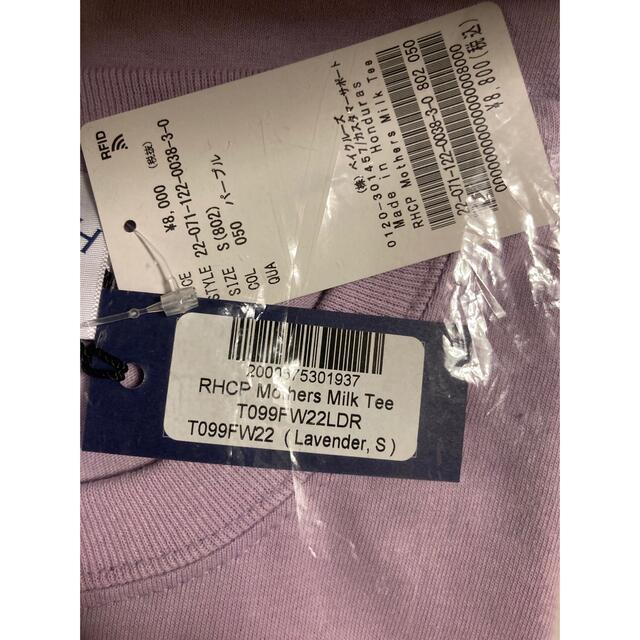 RFID
¥8,000 (税抜)
STYLE 22-071-122-0038-3-0
SIZE S(802)
COL 050 パープル
QUA
(株) ベイクルーズ
0120-301457/カスタマーサポート
Made in Honduras
RHCP Mothers Milk Tee
22-071-122-0038-3-0 802 050
¥8,800/(税込)
2000375301937
RHCP Mothers Milk Tee
T099FW22LDR
T099FW22 (Lavender, S)